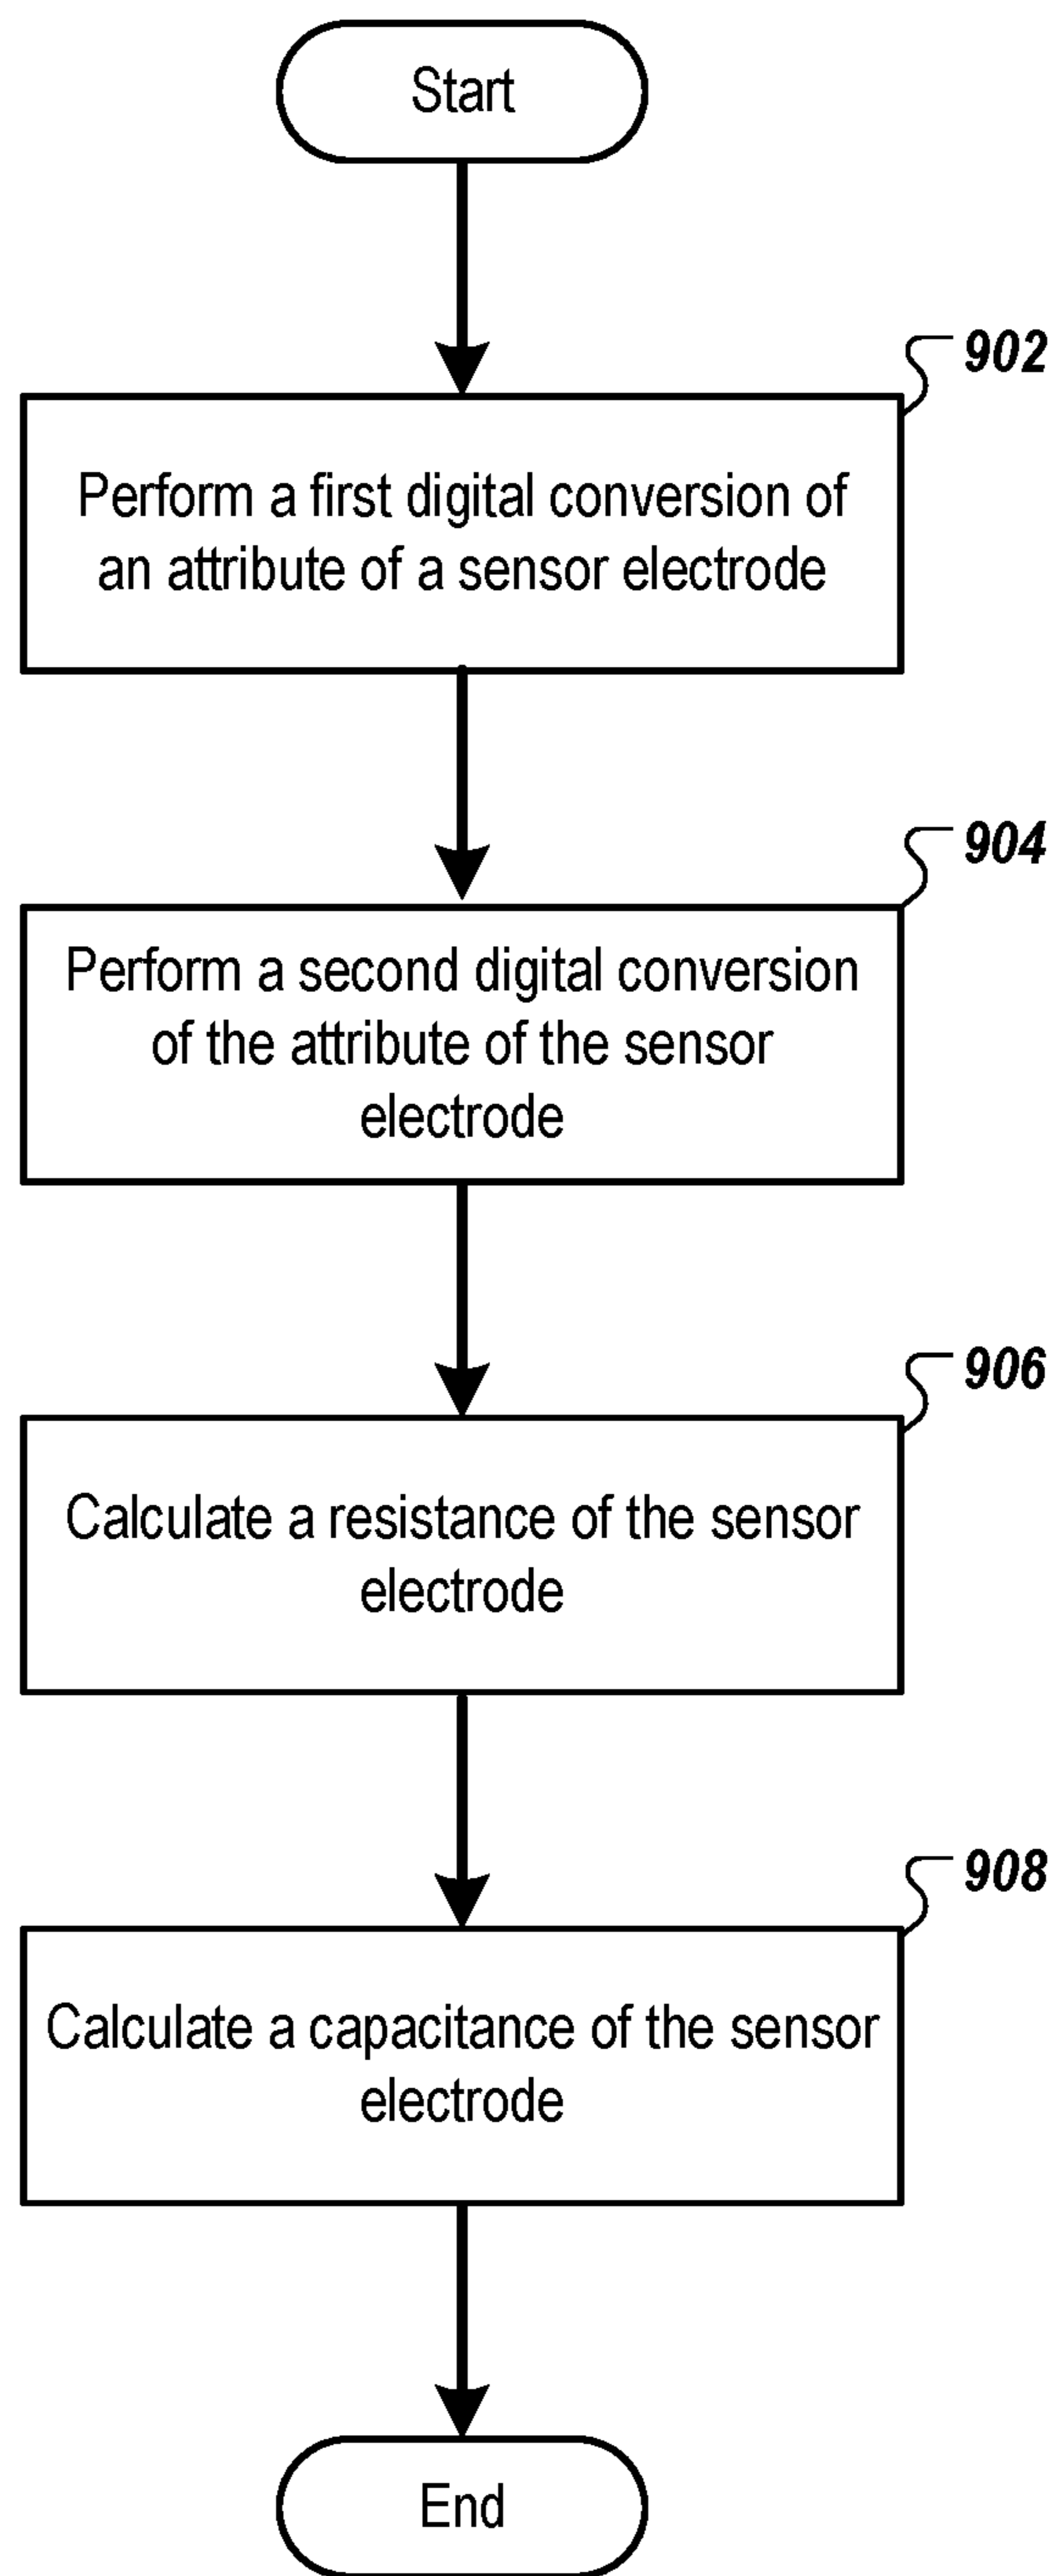 Start
902
Perform a first digital conversion of
an attribute of a sensor electrode
904
Perform a second digital conversion
of the attribute of the sensor
electrode
906
Calculate a resistance of the sensor
electrode
908
Calculate a capacitance of the sensor
electrode
End